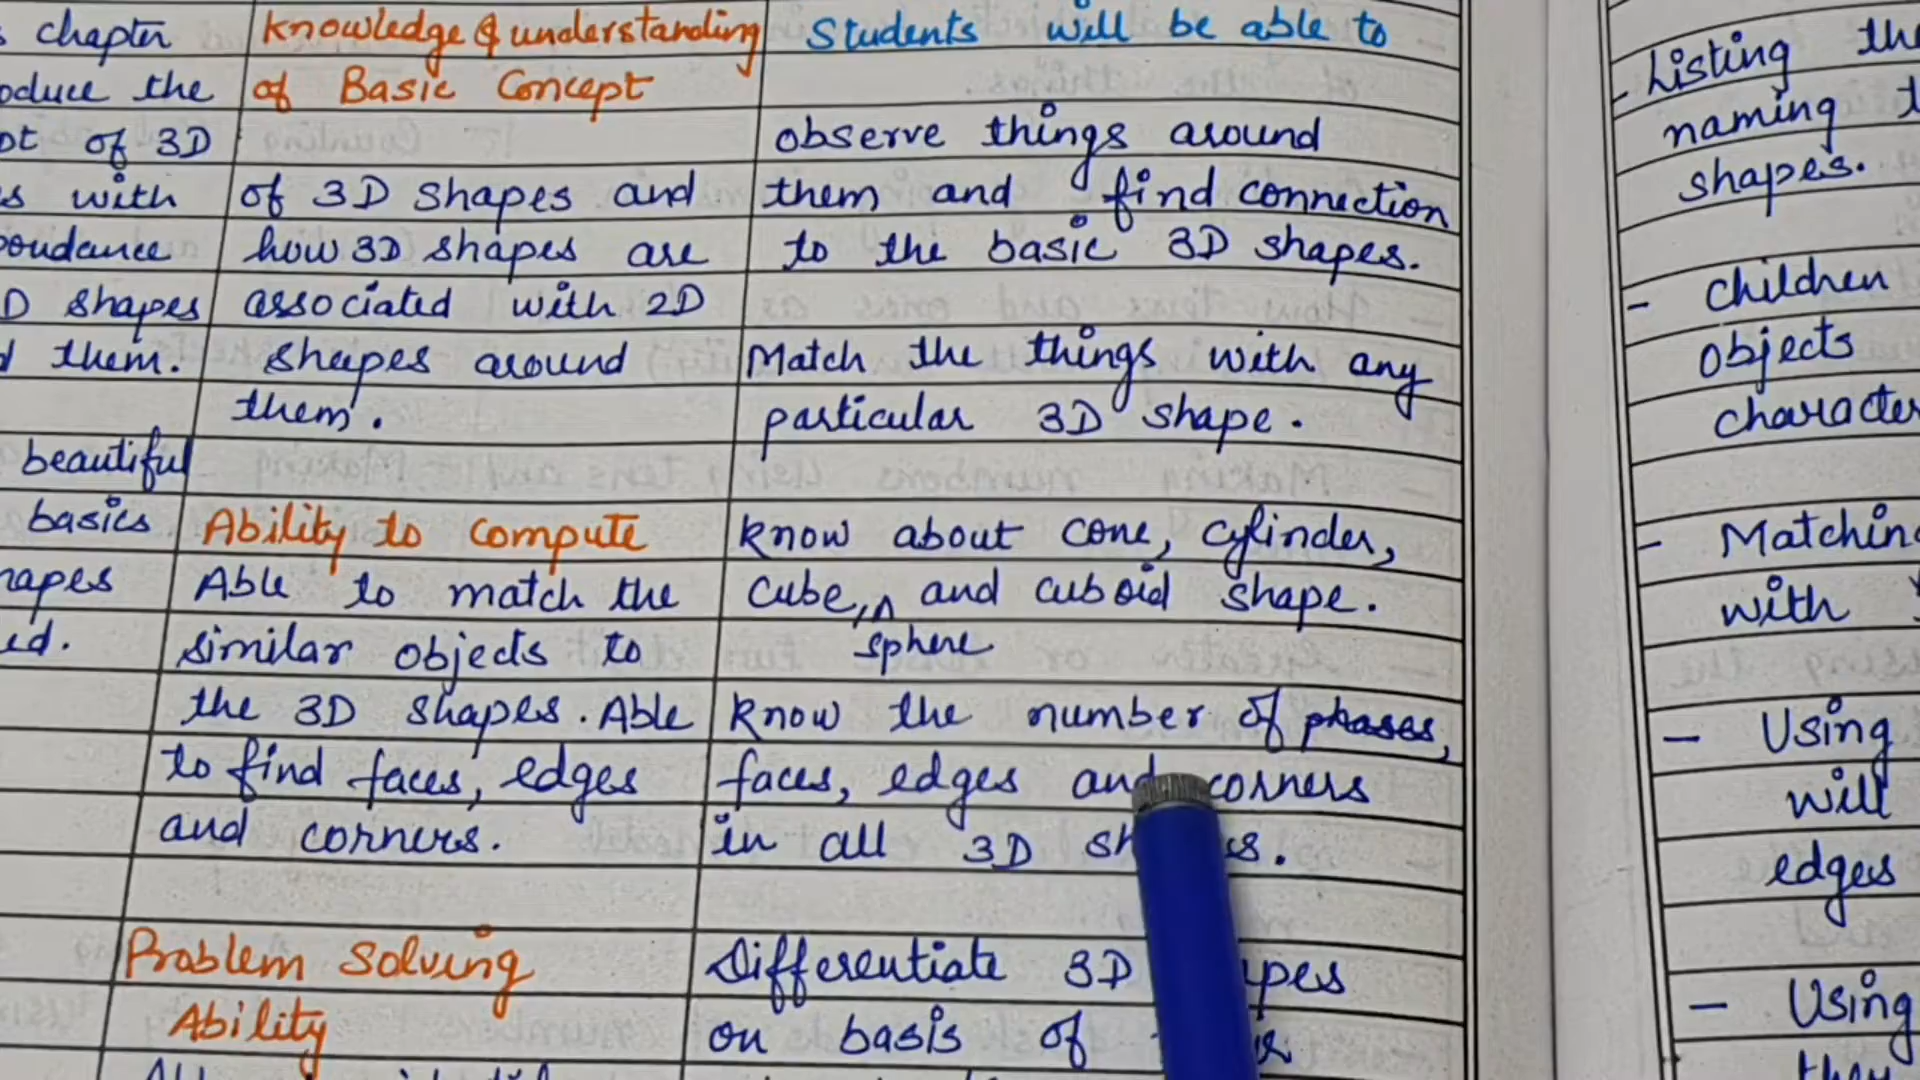 chapter
the
of 3D
with
shapes
them.
beautiful
basics
Knowledge & understanding
of Basic Concept
of 3D shapes and
how 3D shapes are
associated with 2D
shapes around
them.
Ability to compute
Able to match the
similar objects to
the 3D shapes. Able
to find faces, edges
and corners.
Problem Solving
Ability
Students will be able to
observe things around
them and find connection
to the basic 3D shapes.
Match the things with any
particular 3D shape.
know about cone, cylinder,
cube, ^ and cuboid shape.
sphere
know the number of phases,
faces, edges and corners
in all 3D
Differentiate 3D
on basis of
- Listing
naming
shapes.
- children
objects
- 
with
- Using
will
edges
- Using
they